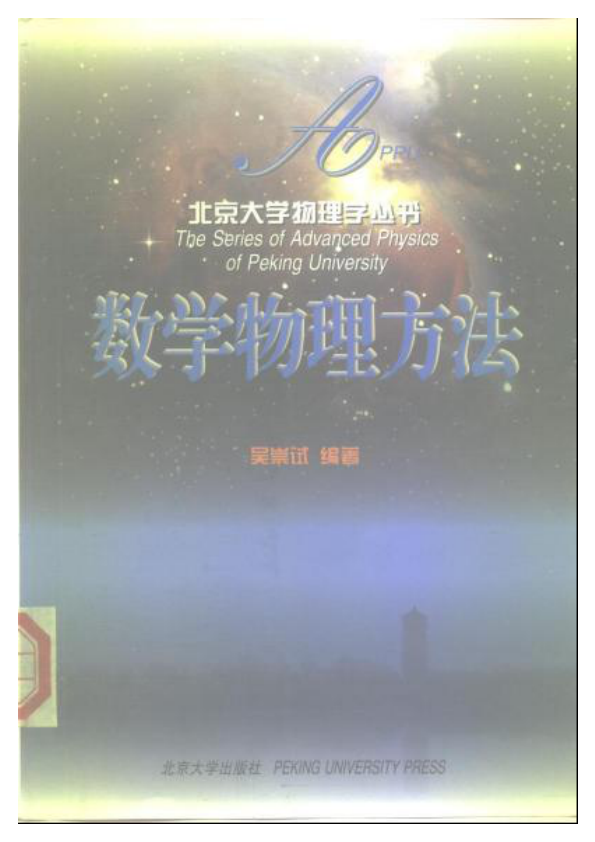 A
PPU
北京大学物理学丛书
The Series of Advanced Physics
of Peking University
数学物理方法
吴崇试 编著
北京大学出版社 PEKING UNIVERSITY PRESS